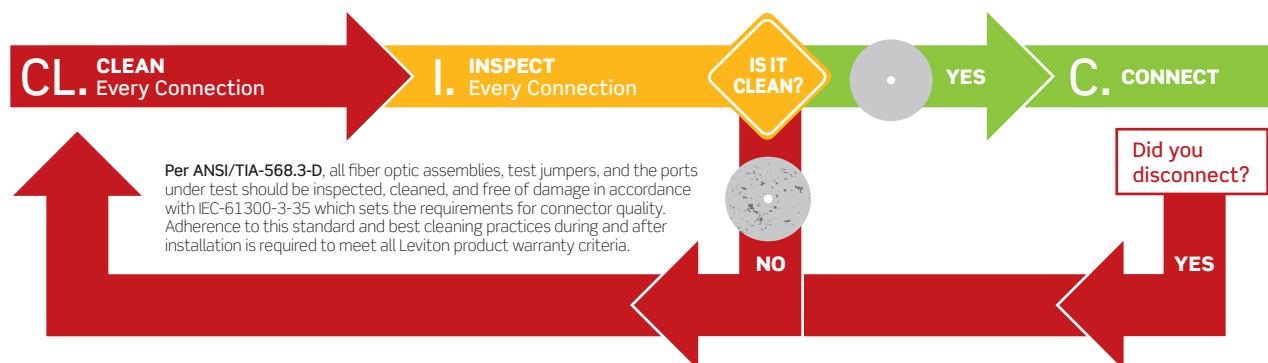 CL. CLEAN
Every Connection
I. INSPECT
Every Connection
IS IT
CLEAN?
YES
C. CONNECT
Per ANSI/TIA-568.3-D, all fiber optic assemblies, test jumpers, and the ports
under test should be inspected, cleaned, and free of damage in accordance
with IEC-61300-3-35 which sets the requirements for connector quality.
Adherence to this standard and best cleaning practices during and after
installation is required to meet all Leviton product warranty criteria.
Did you
disconnect?
NO
YES